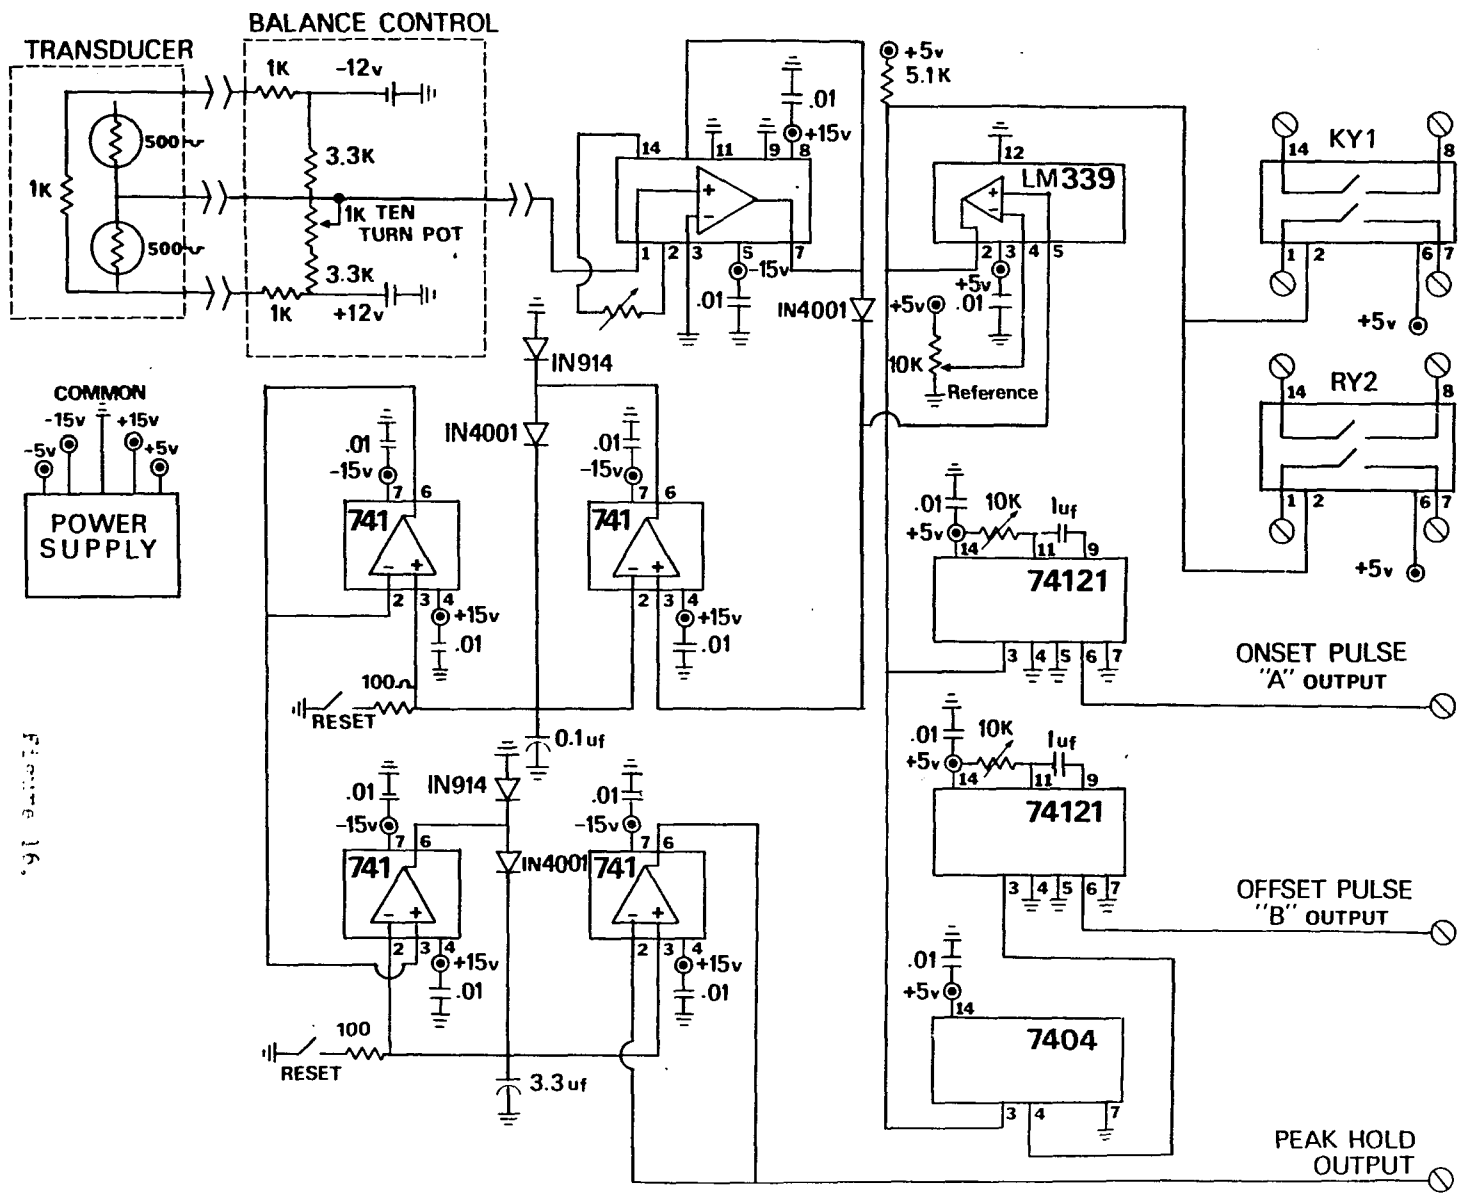 BALANCE CONTROL
TRANSDUCER
1K
-12v
500
3.3K
1K
1K TEN
TURN POT
500
3.3K
1K
+12v
.01
+15v
14
11
9
8
+
-
1
2
3
5
7
-15v
.01
IN4001
+5v
5.1K
12
LM339
+
-
2
3
4
5
+5v
.01
+5v
10K
Reference
KY1
14
8
1
2
6
7
+5v
RY2
14
8
1
2
6
7
+5v
COMMON
-15v
+15v
-5v
+5v
POWER
SUPPLY
IN914
IN4001
.01
-15v
7
6
741
-
+
2
3
4
+15v
.01
.01
-15v
7
6
741
-
+
2
3
4
+15v
.01
100
RESET
0.1uf
.01
10K
1uf
+5v
14
11
9
74121
3
4
5
6
7
ONSET PULSE
"A" OUTPUT
.01
10K
1uf
+5v
14
11
9
74121
3
4
5
6
7
OFFSET PULSE
"B" OUTPUT
IN914
IN4001
.01
-15v
7
6
741
-
+
2
3
4
+15v
.01
.01
-15v
7
6
741
-
+
2
3
4
+15v
.01
100
RESET
3.3uf
.01
+5v
14
7404
3
4
7
PEAK HOLD
OUTPUT
16.